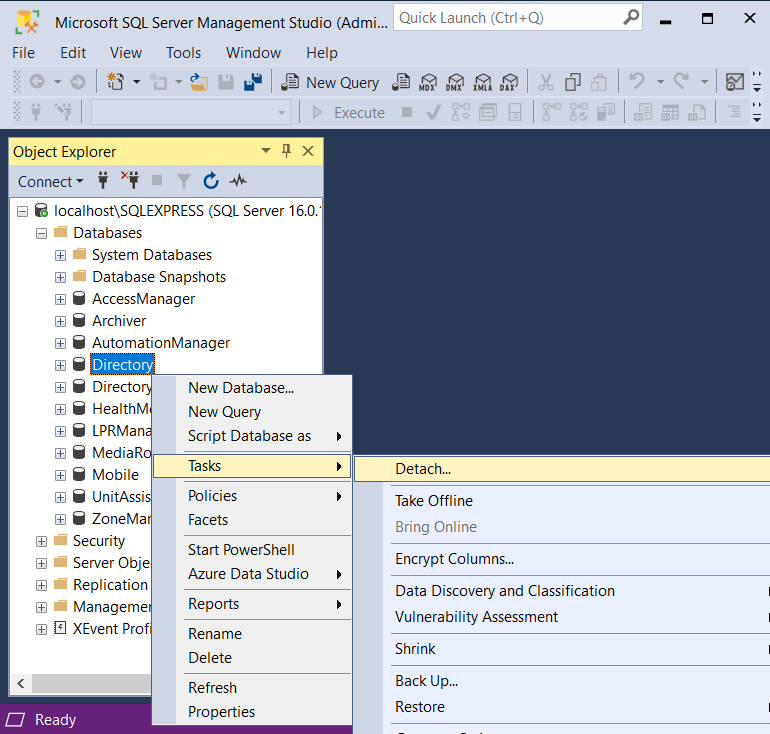 Microsoft SQL Server Management Studio (Admi...
Quick Launch (Ctrl+Q)
File Edit View Tools Window Help
New Query
MDX DMX XMLA DAX
Execute
Object Explorer
Connect
localhost\SQLEXPRESS (SQL Server 16.0.
Databases
System Databases
Database Snapshots
AccessManager
Archiver
AutomationManager
Directory
Directory
HealthMo
LPRMana
MediaRo
Mobile
UnitAssis
ZoneMan
Security
Server Obje
Replication
Managemen
XEvent Profi
New Database...
New Query
Script Database as
Tasks
Policies
Facets
Start PowerShell
Azure Data Studio
Reports
Rename
Delete
Refresh
Properties
Detach...
Take Offline
Bring Online
Encrypt Columns...
Data Discovery and Classification
Vulnerability Assessment
Shrink
Back Up...
Restore
Ready